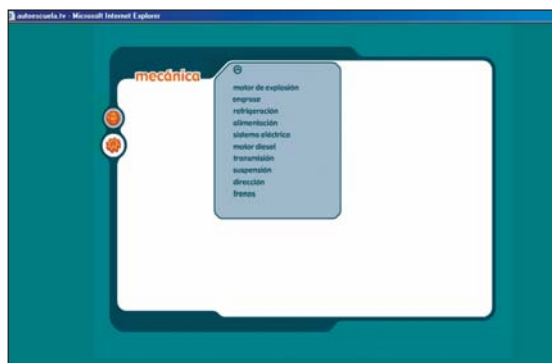 autoescuela.tv - Microsoft Internet Explorer
mecánica
motor de explosión
engrase
refrigeración
alimentación
sistema eléctrico
motor diesel
transmisión
suspensión
dirección
frenos